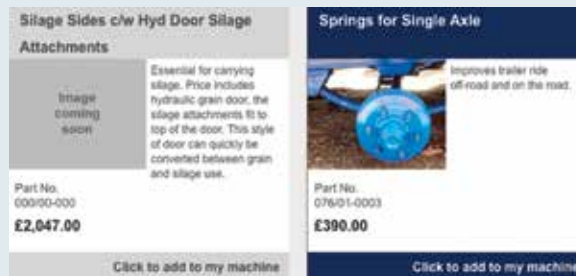 Silage Sides c/w Hyd Door Silage
Attachments
Image
coming
soon
Essential for carrying
silage. Price includes
hydraulic grain door, the
silage attachments fit to
top of the door. This style
of door can quickly be
converted between grain
and silage use.
Part No.
000/00-000
£2,047.00
Click to add to my machine
Springs for Single Axle
Improves trailer ride
off-road and on the road.
Part No.
076/01-0003
£390.00
Click to add to my machine